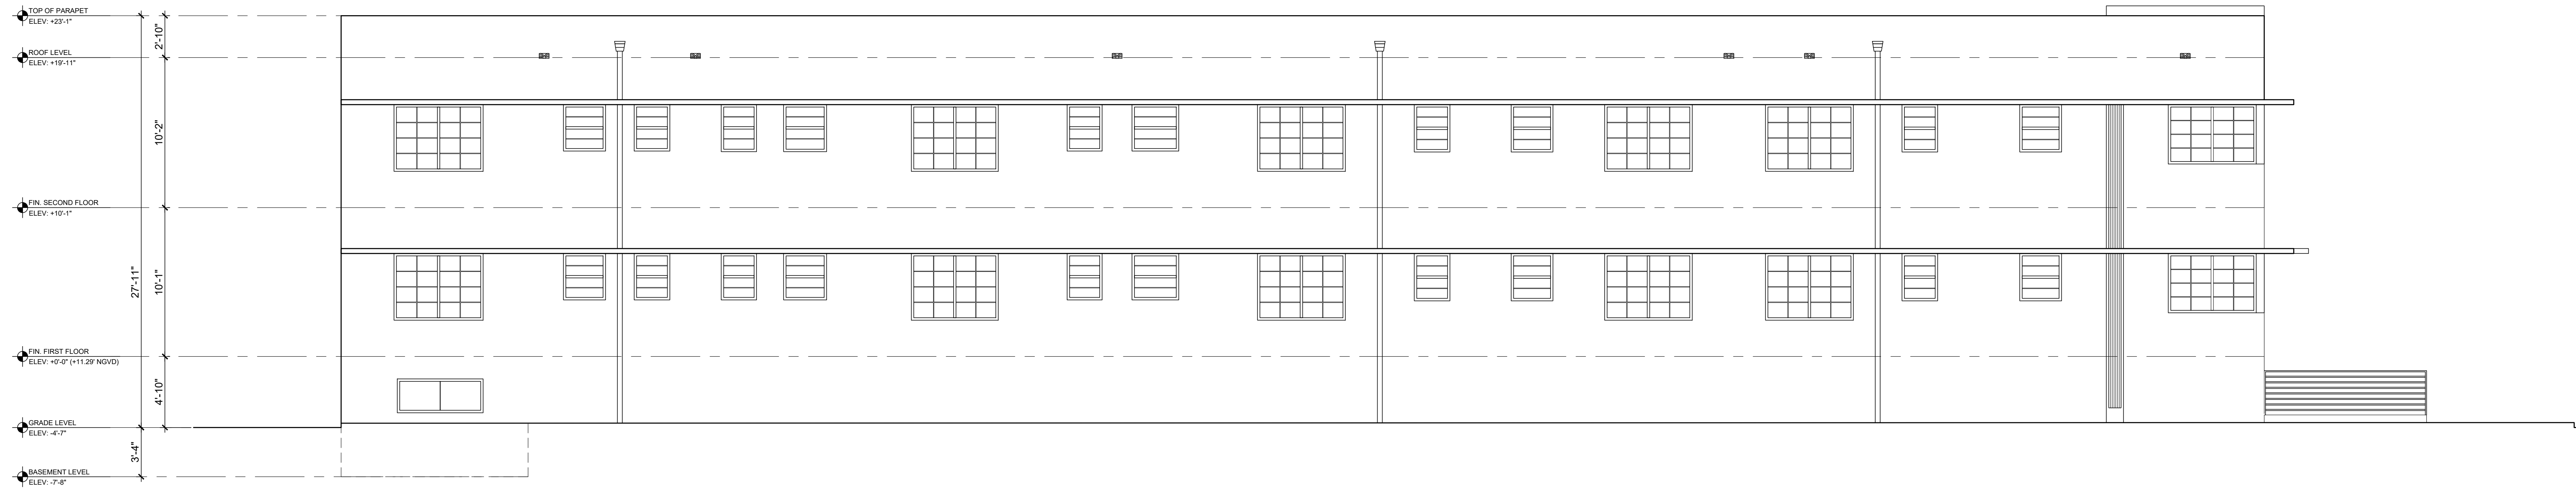 TOP OF PARAPET
ELEV: +23'-1"
2'-10"
ROOF LEVEL
ELEV: +19'-11"
10'-2"
FIN. SECOND FLOOR
ELEV: +10'-1"
27'-11"
10'-1"
FIN. FIRST FLOOR
ELEV: +0'-0" (+11.29' NGVD)
4'-10"
GRADE LEVEL
ELEV: -4'-7"
3'-4"
BASEMENT LEVEL
ELEV: -7'-8"